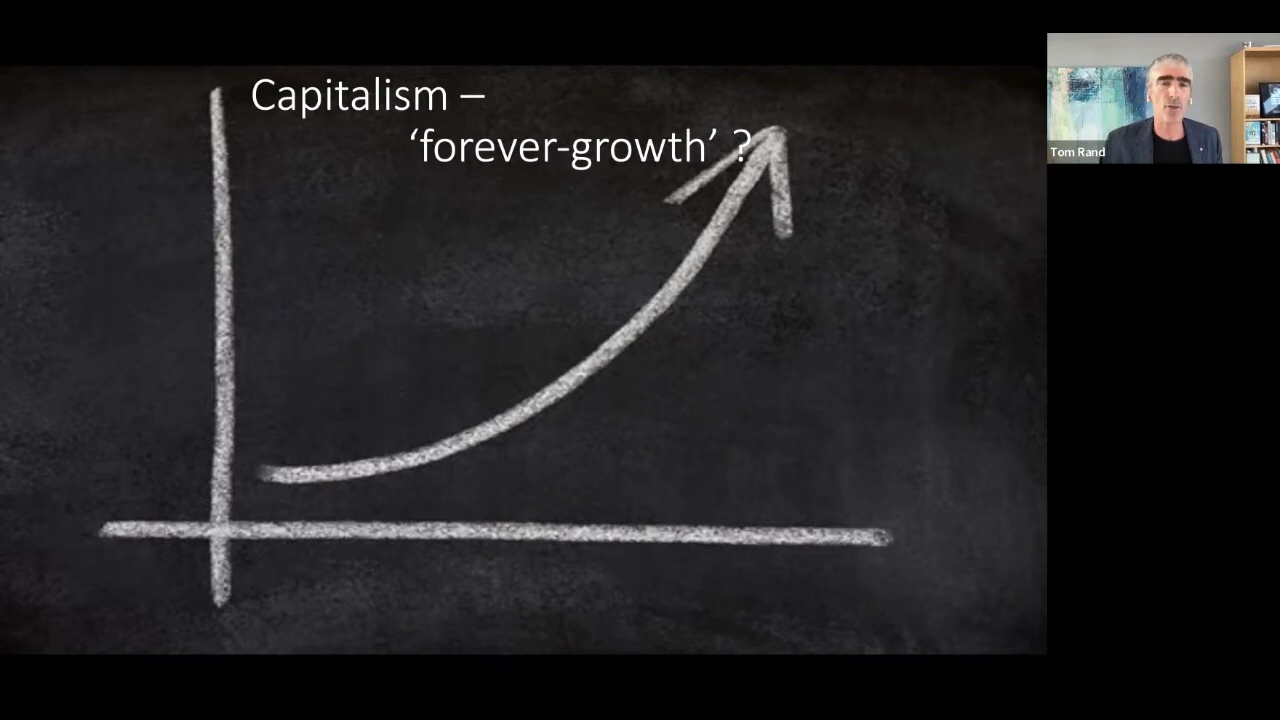 Capitalism –
‘forever-growth’ ?
Tom Rand